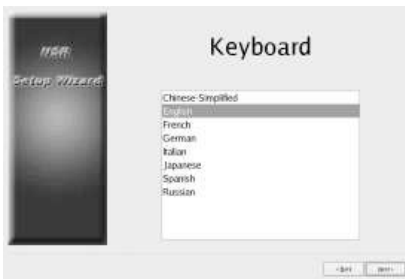 Keyboard
Setup Wizard
Chinese-Simplified
English
French
German
Italian
Japanese
Spanish
Russian